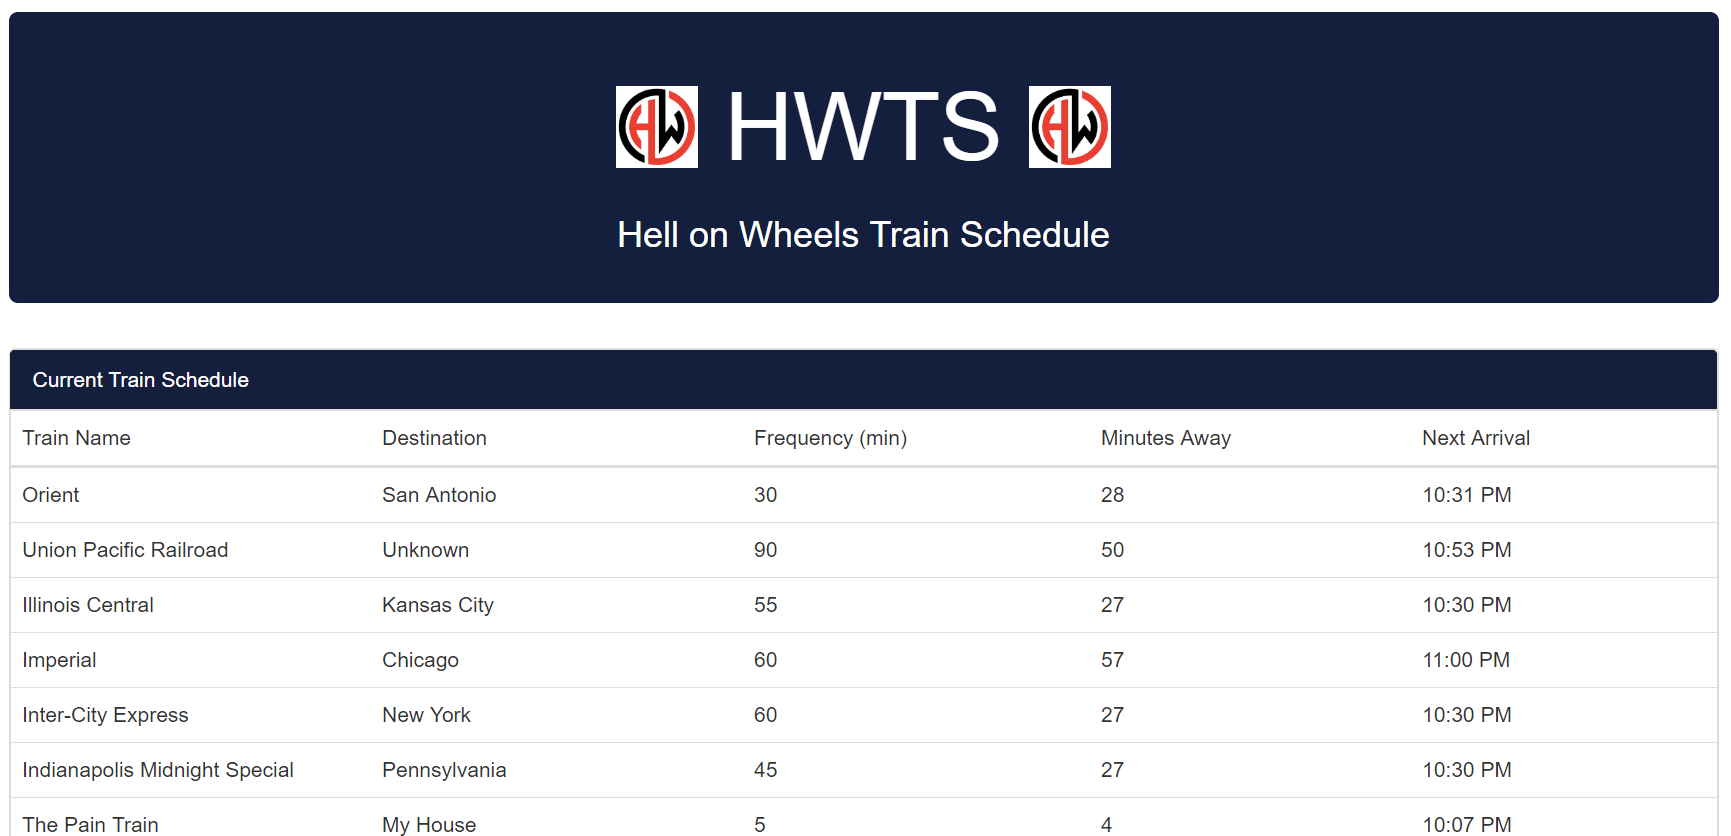 HW HWTS HW
Hell on Wheels Train Schedule
Current Train Schedule
Train Name Destination Frequency (min) Minutes Away Next Arrival
Orient San Antonio 30 28 10:31 PM
Union Pacific Railroad Unknown 90 50 10:53 PM
Illinois Central Kansas City 55 27 10:30 PM
Imperial Chicago 60 57 11:00 PM
Inter-City Express New York 60 27 10:30 PM
Indianapolis Midnight Special Pennsylvania 45 27 10:30 PM
The Pain Train My House 5 4 10:07 PM